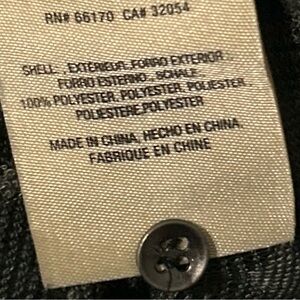 RN# 66170 CA# 32054
SHELL: , EXTERIEUR, FORRO EXTERIOR ,
FORRO ESTERNO , SCHALE
100% POLYESTER, POLYESTER, POLIESTER,
POLIESTERE, POLYESTER
MADE IN CHINA, HECHO EN CHINA,
FABRIQUE EN CHINE